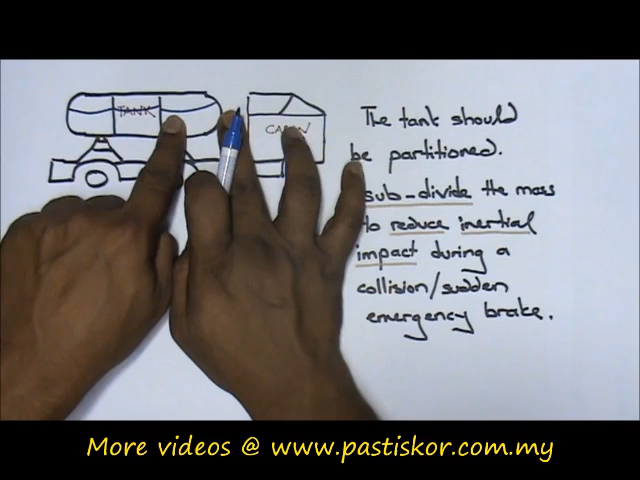 TANK
CABIN
The tank should
be partitioned.
sub-divide the mass
to reduce inertial
impact during a
collision/sudden
emergency brake.
More videos @ www.pastiskor.com.my